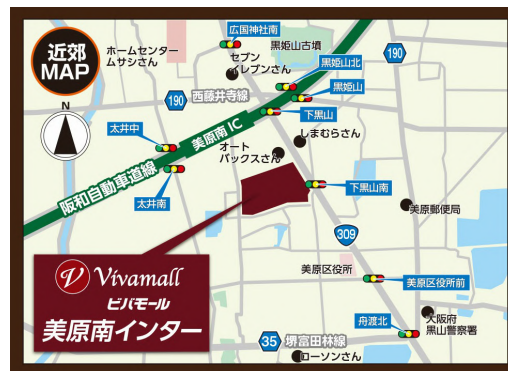 近郊
MAP
N
ホームセンター
ムサシさん
広国神社南
セブン
イレブンさん
黒姫山古墳
190
黒姫山北
黒姫山
190
西藤井寺線
下黒山
太井中
美原南IC
しまむらさん
オート
バックスさん
阪和自動車道線
太井南
下黒山南
美原郵便局
309
Vivamall
ビバモール
美原南インター
美原区役所
美原区役所前
舟渡北
大阪府
黒山警察署
35
堺富田林線
ローソンさん